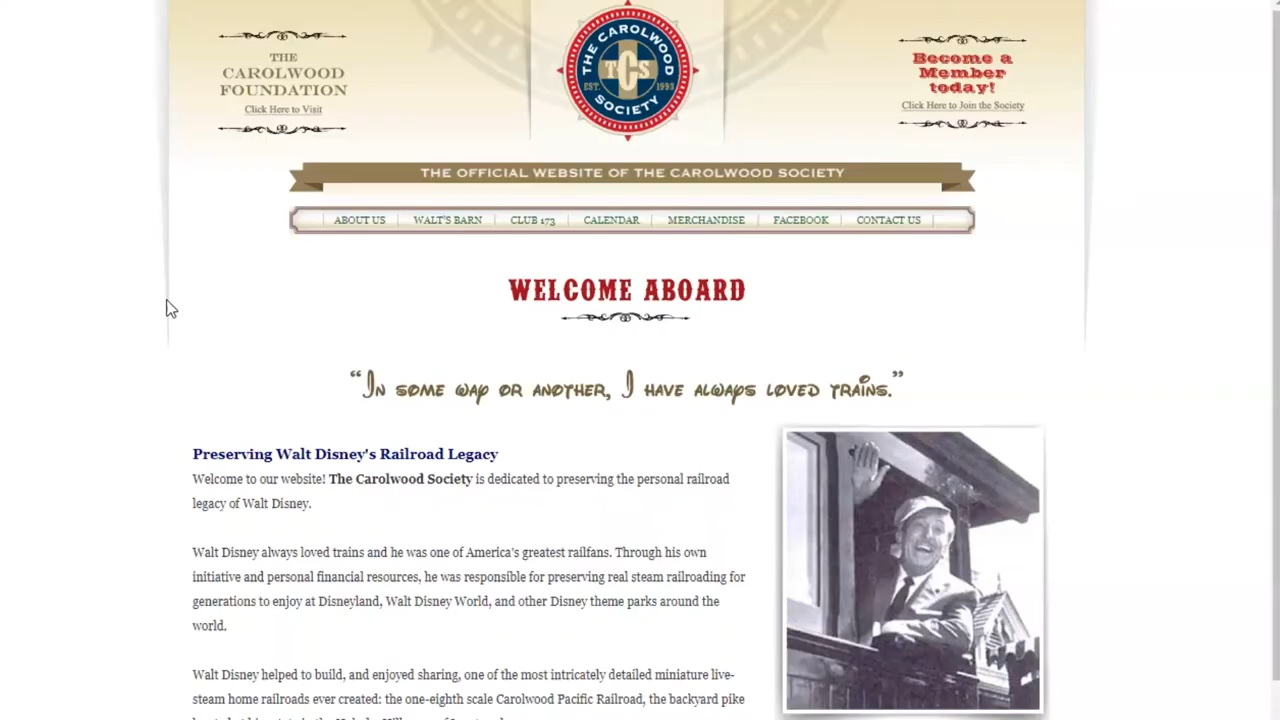 THE
CAROLWOOD
FOUNDATION
Click Here to Visit
THE CAROLWOOD
TCS
EST. 1993
SOCIETY
Become a
Member
today!
Click Here to Join the Society
THE OFFICIAL WEBSITE OF THE CAROLWOOD SOCIETY
ABOUT US WALT'S BARN CLUB 173 CALENDAR MERCHANDISE FACEBOOK CONTACT US
WELCOME ABOARD
“In some way or another, I have always loved trains.”
Preserving Walt Disney's Railroad Legacy
Welcome to our website! The Carolwood Society is dedicated to preserving the personal railroad
legacy of Walt Disney.
Walt Disney always loved trains and he was one of America's greatest railfans. Through his own
initiative and personal financial resources, he was responsible for preserving real steam railroading for
generations to enjoy at Disneyland, Walt Disney World, and other Disney theme parks around the
world.
Walt Disney helped to build, and enjoyed sharing, one of the most intricately detailed miniature live-
steam home railroads ever created: the one-eighth scale Carolwood Pacific Railroad, the backyard pike